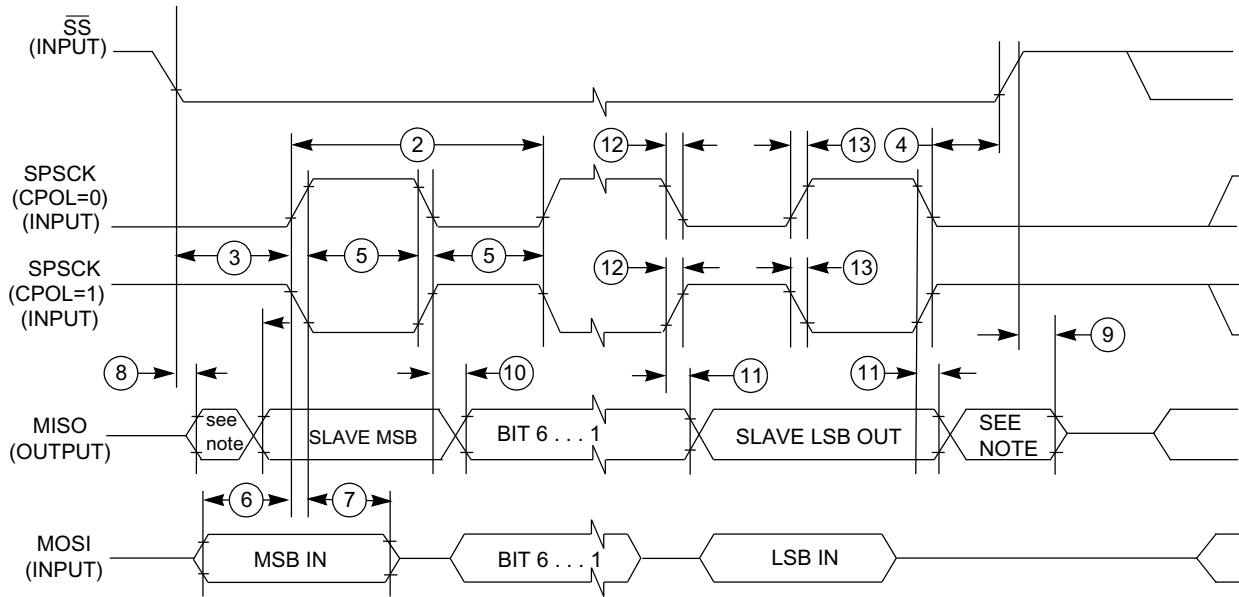 SS
(INPUT)
2
12
13
4
SPSCK
(CPOL=0)
(INPUT)
3
5
5
SPSCK
(CPOL=1)
(INPUT)
12
13
8
10
11
11
9
MISO
(OUTPUT)
see
note
SLAVE MSB
BIT 6 . . . 1
SLAVE LSB OUT
SEE
NOTE
6
7
MOSI
(INPUT)
MSB IN
BIT 6 . . . 1
LSB IN